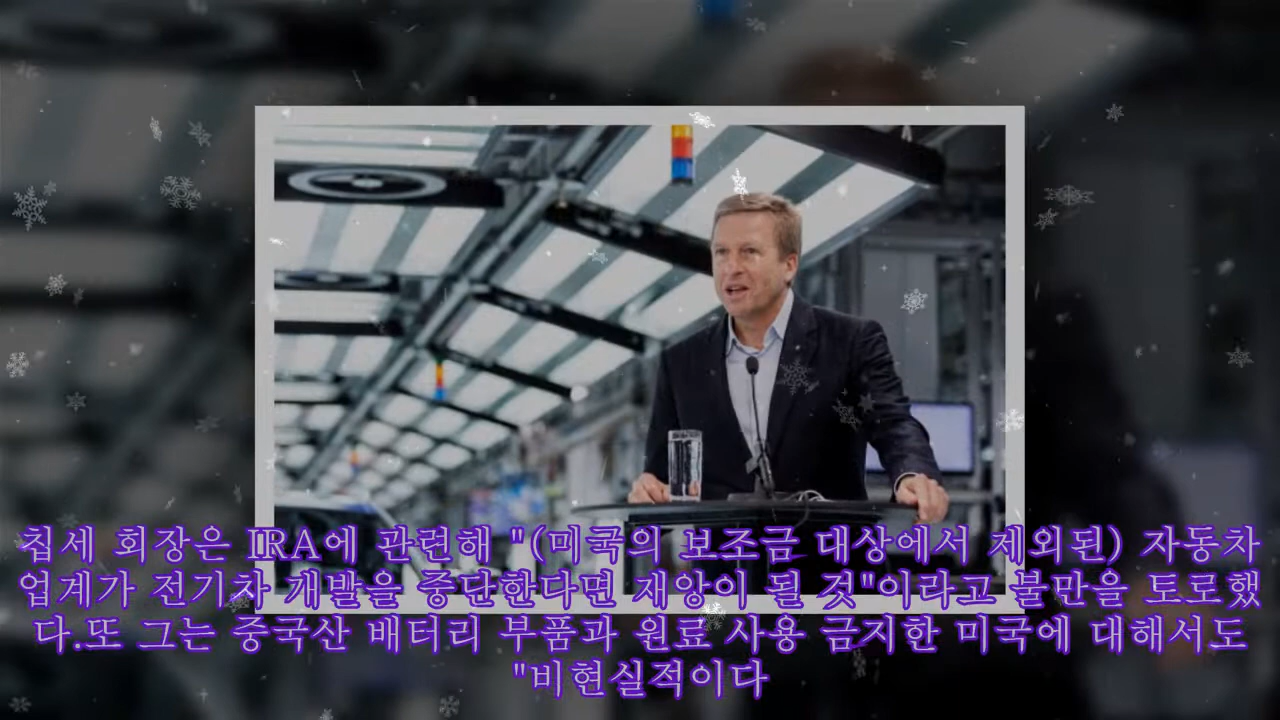 칩세 회장은 IRA에 관련해 "(미국의 보조금 대상에서 제외된) 자동차
업계가 전기차 개발을 중단한다면 재앙이 될 것"이라고 불만을 토로했
다.또 그는 중국산 배터리 부품과 원료 사용 금지한 미국에 대해서도
"비현실적이다